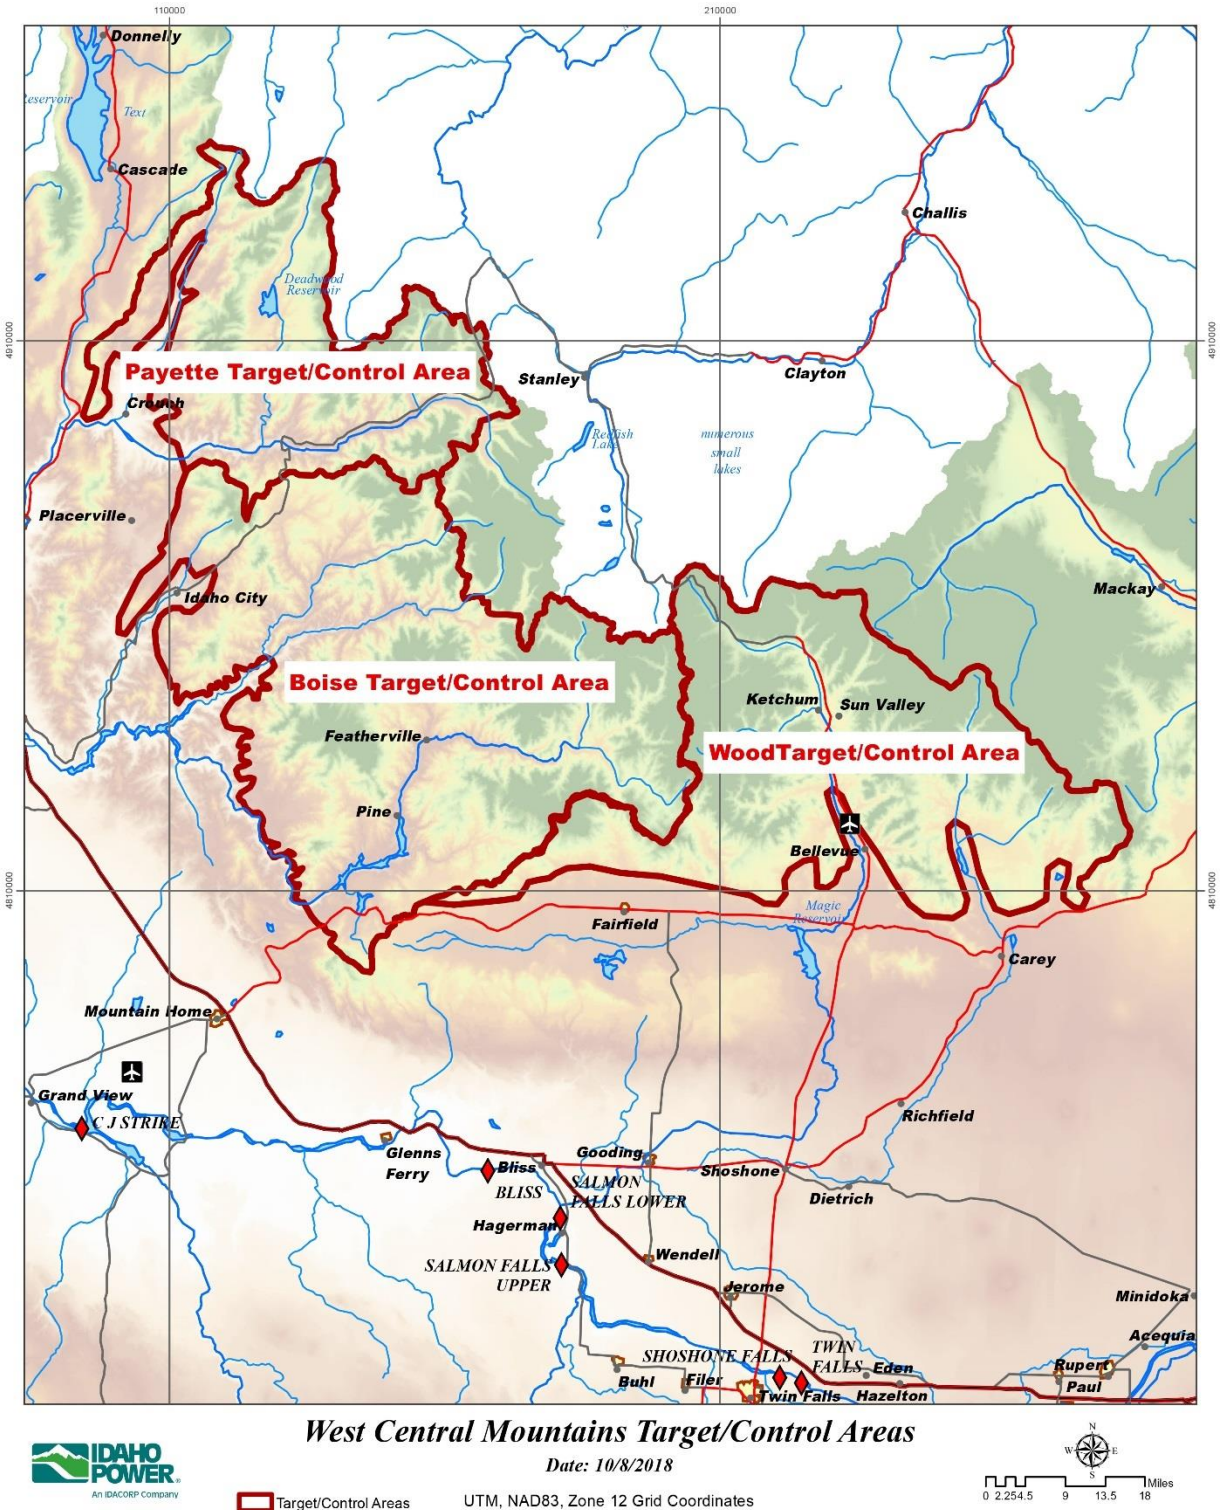 110000
210000
Donnelly
Reservoir
Text
Cascade
Challis
Deadwood
Reservoir
4910000
4910000
Payette Target/Control Area
Stanley
Clayton
Crouch
Redfish
Lake
numerous
small
lakes
Placerville
Idaho City
Mackay
Boise Target/Control Area
Ketchum
Sun Valley
Featherville
WoodTarget/Control Area
Pine
Bellevue
4810000
4810000
Magic
Reservoir
Fairfield
Carey
Mountain Home
Grand View
C J STRIKE
Richfield
Glenns
Ferry
Bliss
BLISS
Gooding
Shoshone
SALMON
FALLS LOWER
Dietrich
Hagerman
Wendell
SALMON FALLS
UPPER
Jerome
Minidoka
Acequia
SHOSHONE FALLS
TWIN
FALLS
Eden
Rupert
Buhl
Filer
Twin Falls
Hazelton
Paul
West Central Mountains Target/Control Areas
Date: 10/8/2018
IDAHO
POWER®
An IDACORP Company
Target/Control Areas
UTM, NAD83, Zone 12 Grid Coordinates
N
W E
S
Miles
0 2.25 4.5 9 13.5 18